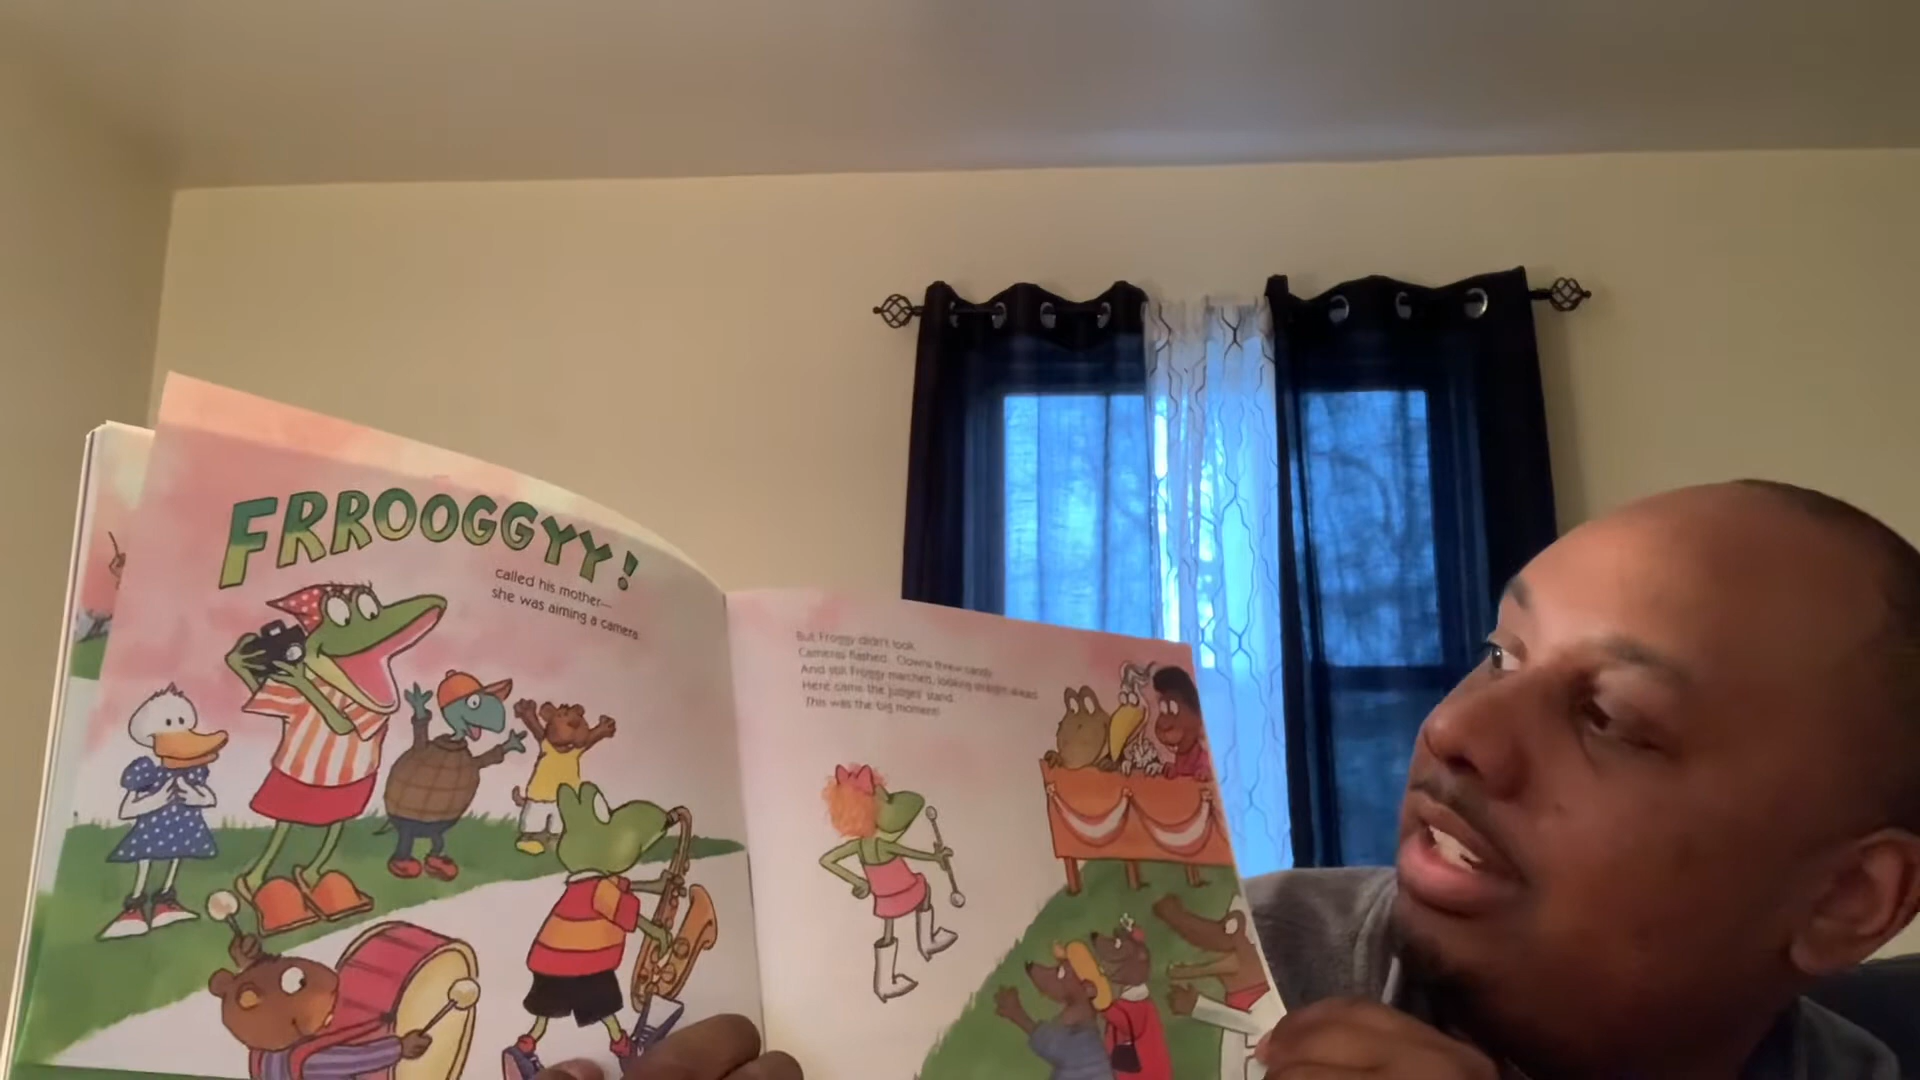 FRROOGGYY!
called his mother—
she was aiming a camera
But Froggy didn't look.
Cameras flashed. Clowns threw candy.
And still Froggy marched, looking straight ahead.
Here came the judges' stand.
This was the big moment!